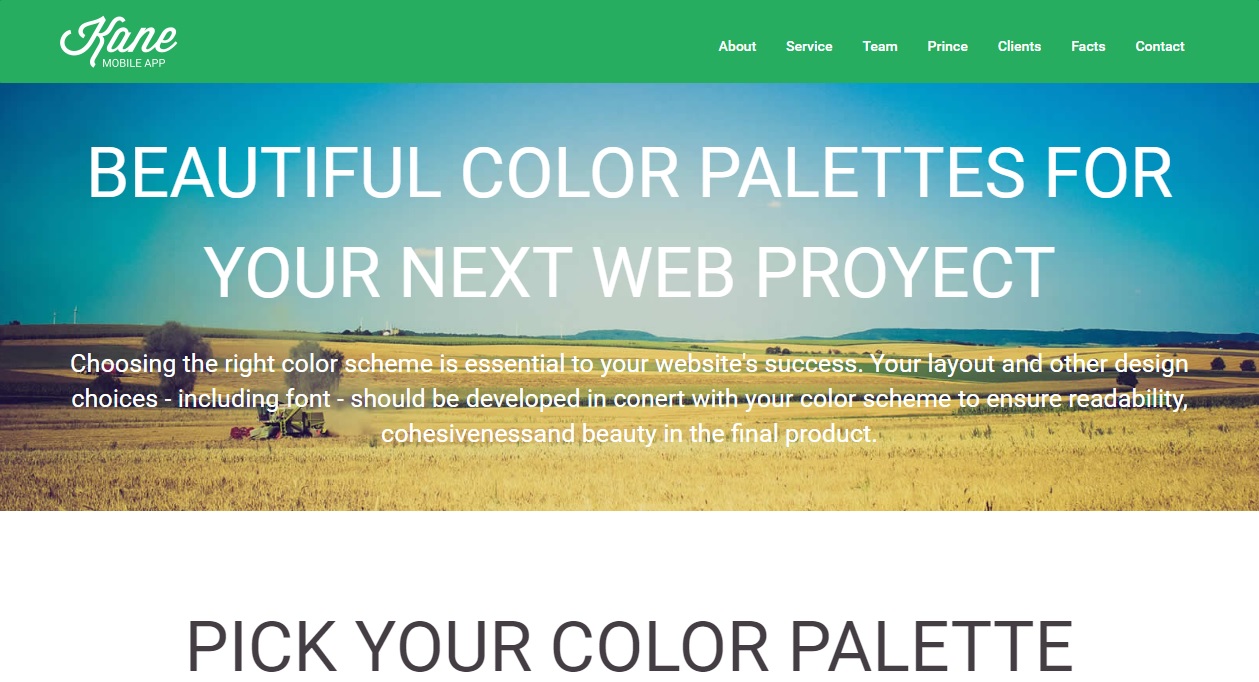 Kane
MOBILE APP
About Service Team Prince Clients Facts Contact
BEAUTIFUL COLOR PALETTES FOR
YOUR NEXT WEB PROYECT
Choosing the right color scheme is essential to your website's success. Your layout and other design
choices - including font - should be developed in conert with your color scheme to ensure readability,
cohesivenessand beauty in the final product.
PICK YOUR COLOR PALETTE